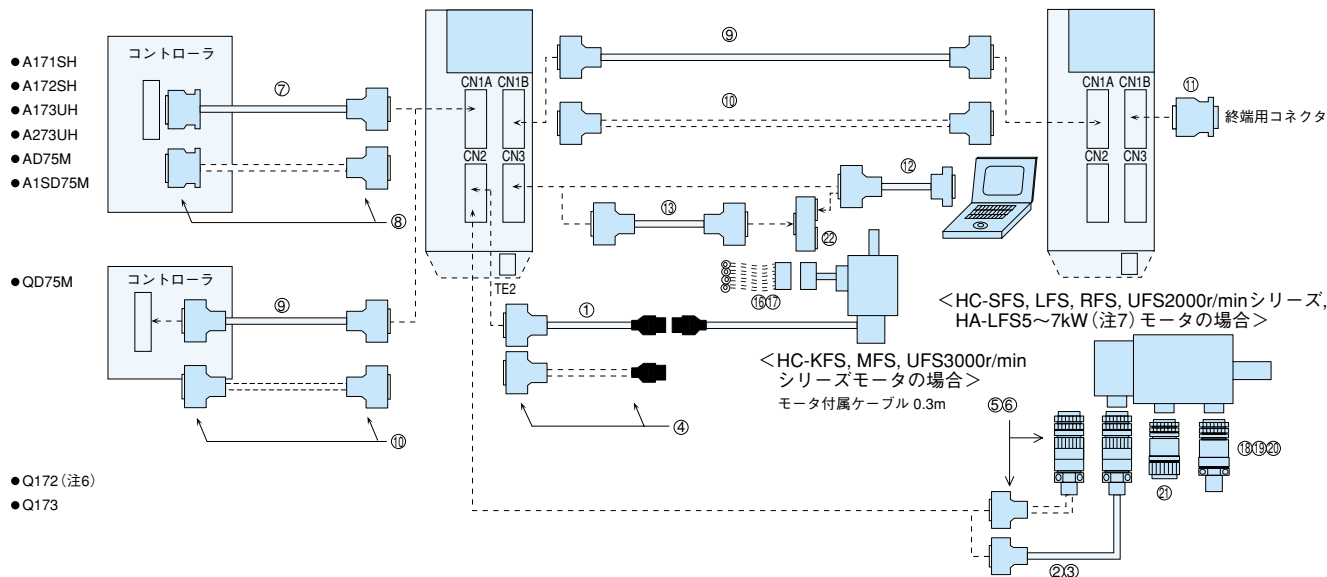 ● A171SH
● A172SH
● A173UH
● A273UH
● AD75M
● A1SD75M
コントローラ
⑦
⑧
● QD75M
コントローラ
⑨
⑩
● Q172（注6）
● Q173
CN1A CN1B
CN2 CN3
TE2
⑨
⑩
CN1A CN1B
CN2 CN3
⑪
終端用コネクタ
⑫
⑬
㉒
⑯⑰
①
④
＜HC-KFS, MFS, UFS3000r/min
シリーズモータの場合＞
モータ付属ケーブル 0.3m
＜HC-SFS, LFS, RFS, UFS2000r/minシリーズ,
HA-LFS5～7kW（注7）モータの場合＞
⑤⑥
⑱⑲⑳
㉑
②③